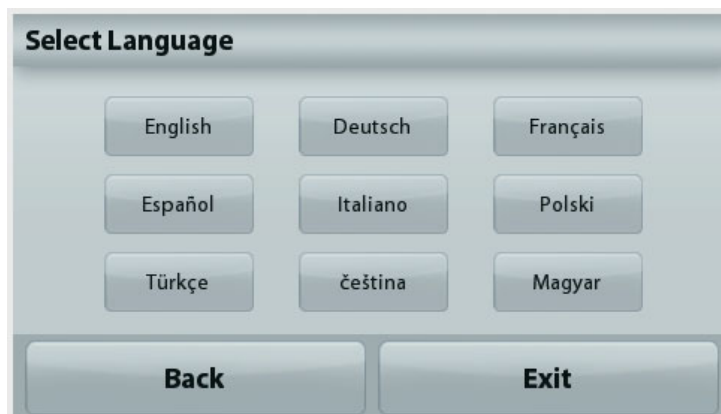 Select Language
English Deutsch Français
Español Italiano Polski
Türkçe čeština Magyar
Back Exit